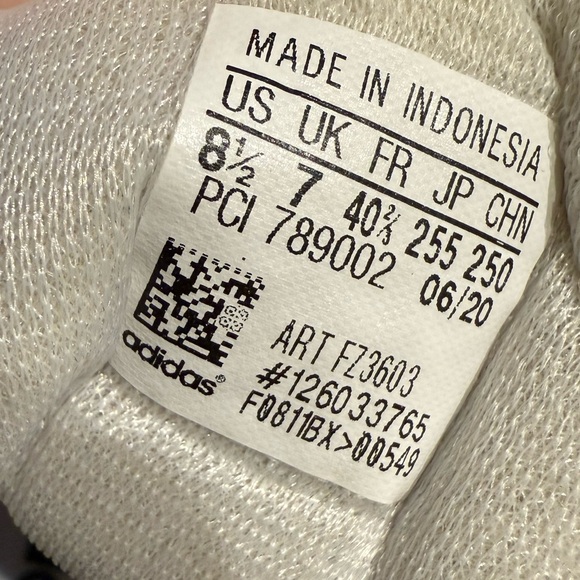 MADE IN INDONESIA
US UK FR JP CHN
8½ 7 40⅔ 255 250
PCI 789002 06/20
ART FZ3603
#126033765
F0811BX>00549
adidas®